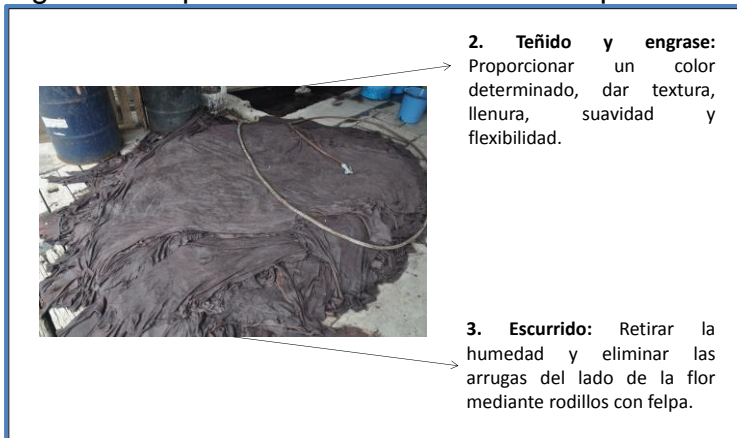 2. Teñido y engrase:
Proporcionar un color
determinado, dar textura,
llenura, suavidad y
flexibilidad.
3. Escurrido: Retirar la
humedad y eliminar las
arrugas del lado de la flor
mediante rodillos con felpa.